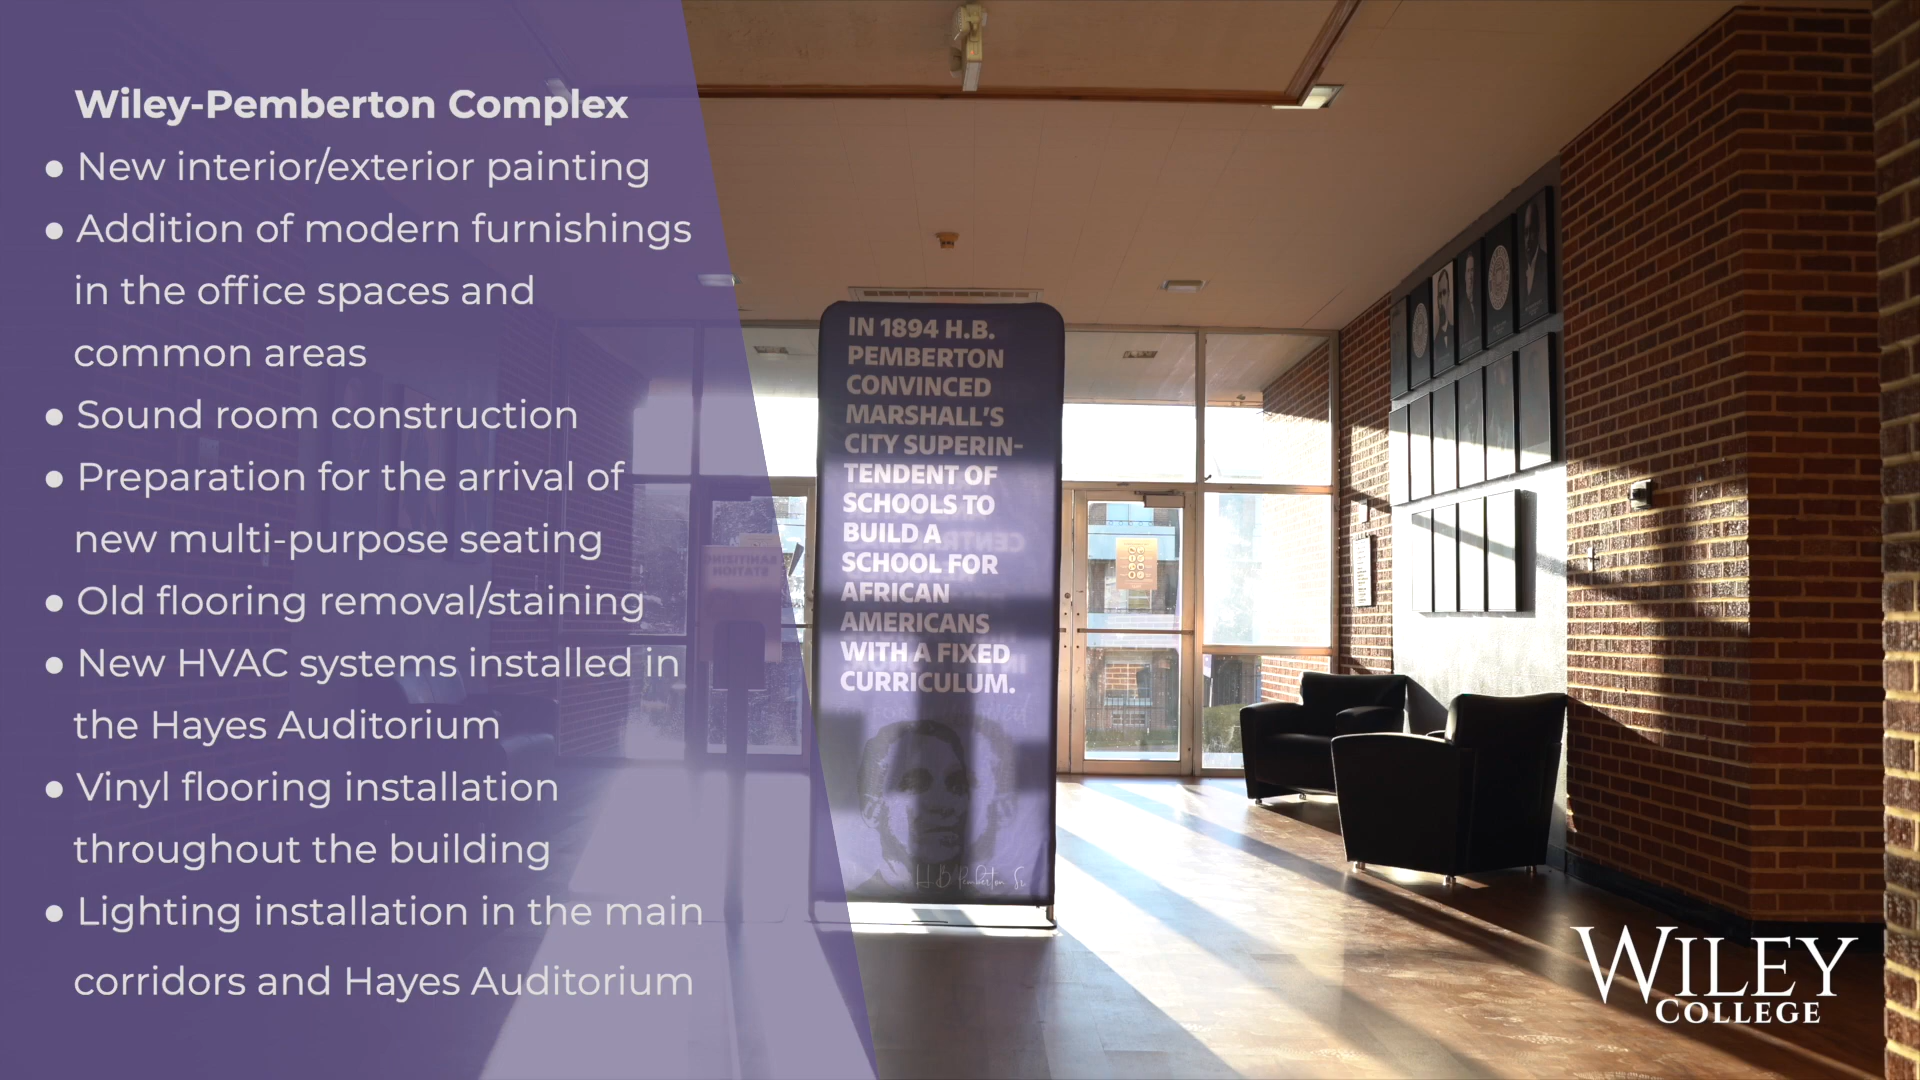 Wiley-Pemberton Complex
● New interior/exterior painting
● Addition of modern furnishings
in the office spaces and
common areas
● Sound room construction
● Preparation for the arrival of
new multi-purpose seating
● Old flooring removal/staining
● New HVAC systems installed in
the Hayes Auditorium
● Vinyl flooring installation
throughout the building
● Lighting installation in the main
corridors and Hayes Auditorium
IN 1894 H.B.
PEMBERTON
CONVINCED
MARSHALL'S
CITY SUPERIN-
TENDENT OF
SCHOOLS TO
BUILD A
SCHOOL FOR
AFRICAN
AMERICANS
WITH A FIXED
CURRICULUM.
H B Pemberton Sr.
SANITIZING
STATION
WILEY
COLLEGE